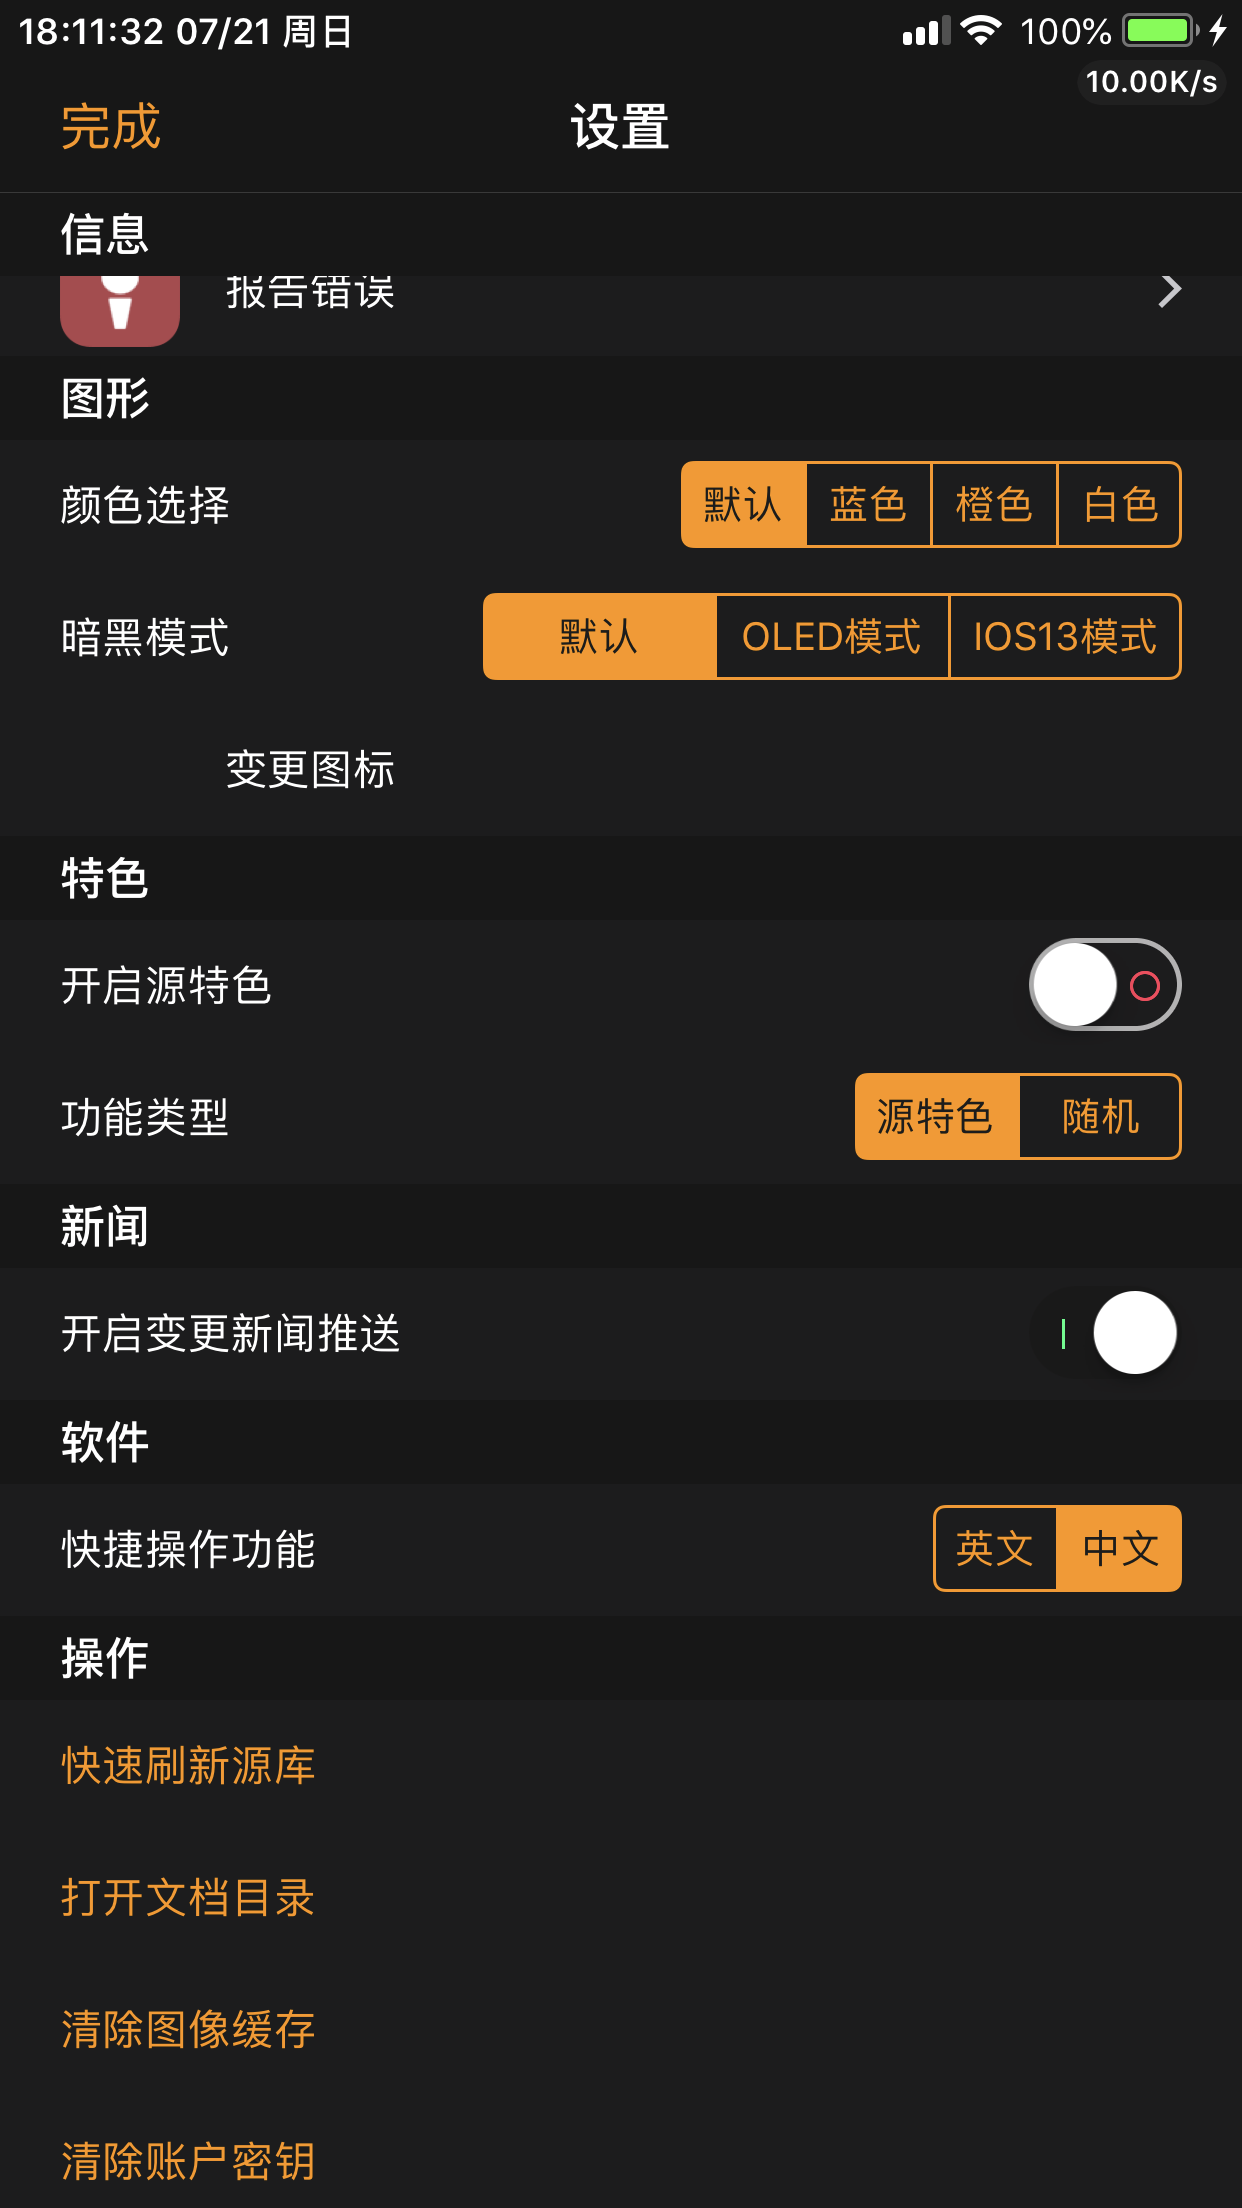 18:11:32 07/21 周日 100%
10.00K/s
完成 设置
信息
报告错误
图形
颜色选择 默认 蓝色 橙色 白色
暗黑模式 默认 OLED模式 IOS13模式
变更图标
特色
开启源特色
功能类型 源特色 随机
新闻
开启变更新闻推送
软件
快捷操作功能 英文 中文
操作
快速刷新源库
打开文档目录
清除图像缓存
清除账户密钥